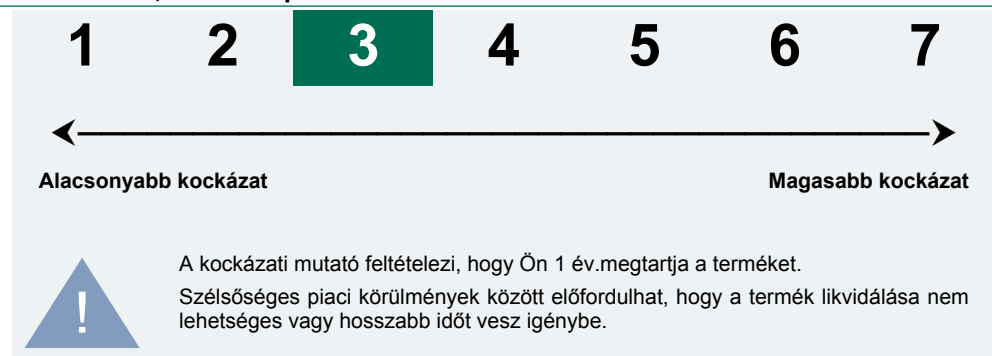 1 2 3 4 5 6 7
Alacsonyabb kockázat Magasabb kockázat
A kockázati mutató feltételezi, hogy Ön 1 év.megtartja a terméket.
Szélsőséges piaci körülmények között előfordulhat, hogy a termék likvidálása nem
lehetséges vagy hosszabb időt vesz igénybe.
!